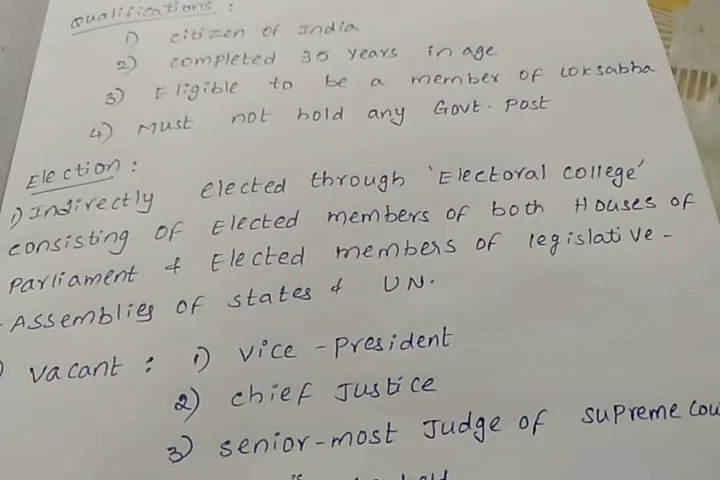 Qualifications :
1) citizen of India
2) completed 35 years in age
3) Eligible to be a member of Loksabha
4) Must not hold any Govt. Post
Election :
1) Indirectly elected through 'Electoral college'
consisting of Elected members of both Houses of
Parliament & Elected members of legislative-
Assemblies of states & UN.
Vacant : 1) Vice-President
2) chief Justice
3) senior-most Judge of supreme cou